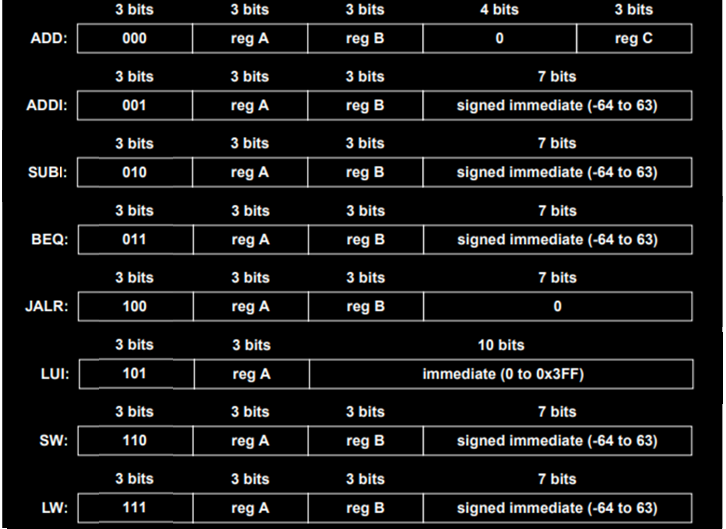 3 bits 3 bits 3 bits 4 bits 3 bits
ADD: 000 reg A reg B 0 reg C
3 bits 3 bits 3 bits 7 bits
ADDI: 001 reg A reg B signed immediate (-64 to 63)
3 bits 3 bits 3 bits 7 bits
SUBI: 010 reg A reg B signed immediate (-64 to 63)
3 bits 3 bits 3 bits 7 bits
BEQ: 011 reg A reg B signed immediate (-64 to 63)
3 bits 3 bits 3 bits 7 bits
JALR: 100 reg A reg B 0
3 bits 3 bits 10 bits
LUI: 101 reg A immediate (0 to 0x3FF)
3 bits 3 bits 3 bits 7 bits
SW: 110 reg A reg B signed immediate (-64 to 63)
3 bits 3 bits 3 bits 7 bits
LW: 111 reg A reg B signed immediate (-64 to 63)